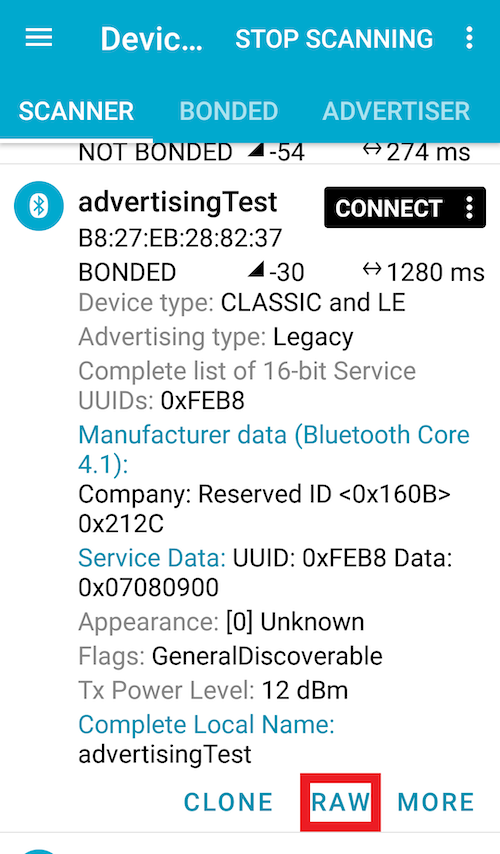 Devic... STOP SCANNING
SCANNER BONDED ADVERTISER
NOT BONDED -54 274 ms
advertisingTest
CONNECT
B8:27:EB:28:82:37
BONDED -30 1280 ms
Device type: CLASSIC and LE
Advertising type: Legacy
Complete list of 16-bit Service
UUIDs: 0xFEB8
Manufacturer data (Bluetooth Core
4.1):
Company: Reserved ID <0x160B>
0x212C
Service Data: UUID: 0xFEB8 Data:
0x07080900
Appearance: [0] Unknown
Flags: GeneralDiscoverable
Tx Power Level: 12 dBm
Complete Local Name:
advertisingTest
CLONE RAW MORE